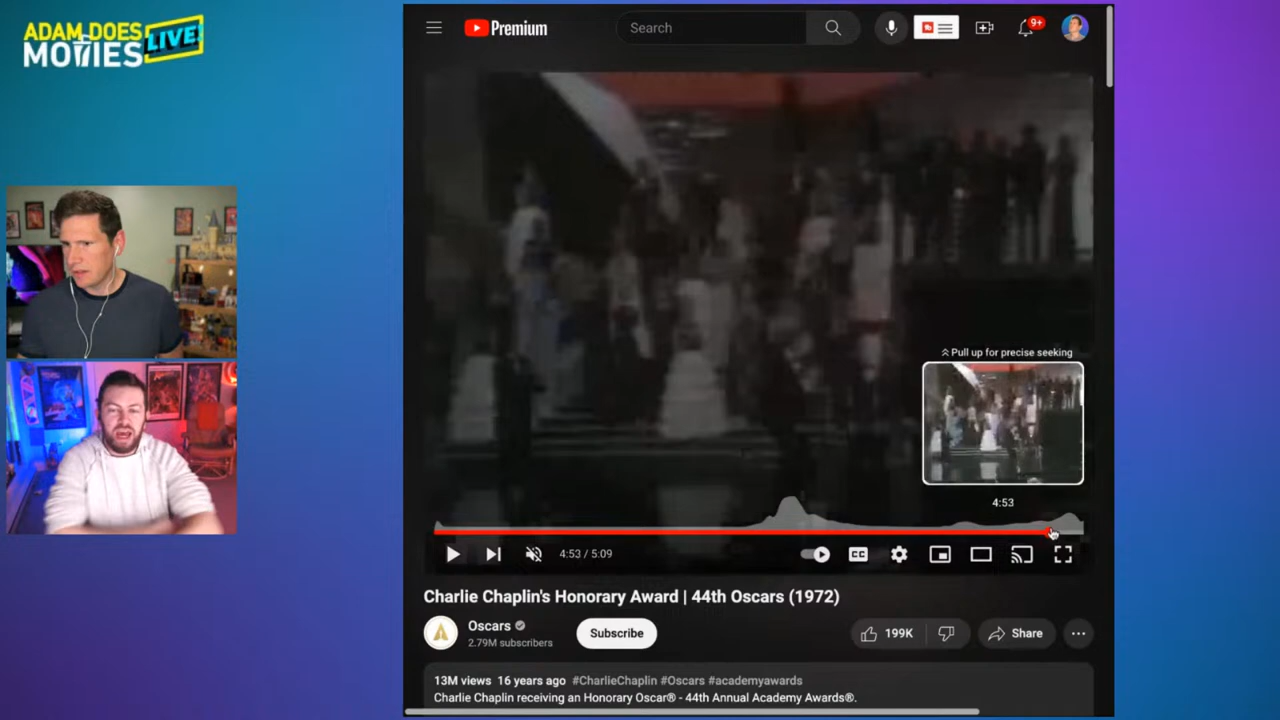 ADAM DOES
MOVIES LIVE!
Premium
Search
9+
Pull up for precise seeking
4:53
4:53 / 5:09
CC
Charlie Chaplin's Honorary Award | 44th Oscars (1972)
Oscars
2.79M subscribers
Subscribe
199K
Share
13M views 16 years ago #CharlieChaplin #Oscars #academyawards
Charlie Chaplin receiving an Honorary Oscar® - 44th Annual Academy Awards®.